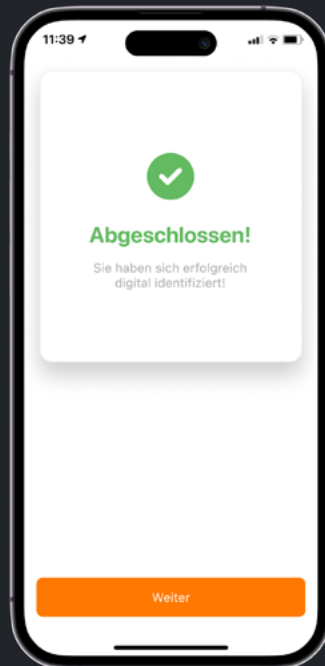 11:39
Abgeschlossen!
Sie haben sich erfolgreich
digital identifiziert!
Weiter